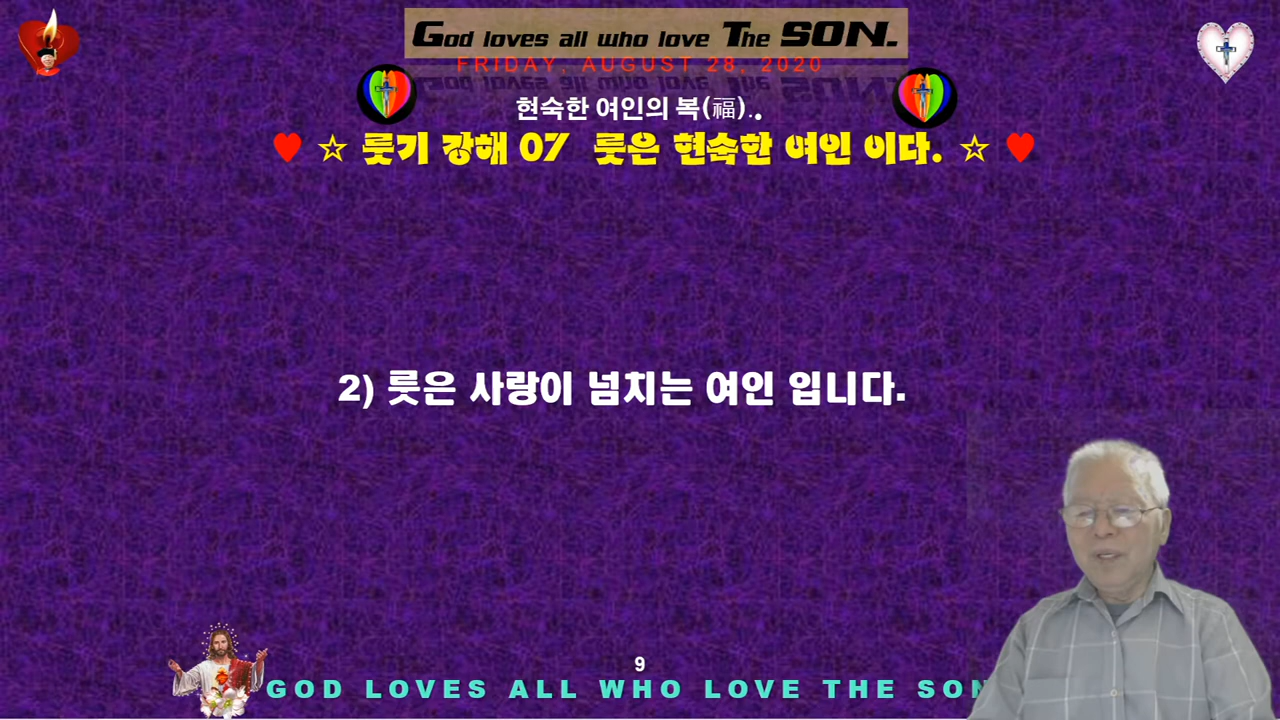 God loves all who love The SON.
FRIDAY, AUGUST 28, 2020
현숙한 여인의 복(福)..
♥ ☆ 룻기 강해 07 룻은 현숙한 여인 이다. ☆ ♥
2) 룻은 사랑이 넘치는 여인 입니다.
9
GOD LOVES ALL WHO LOVE THE SON